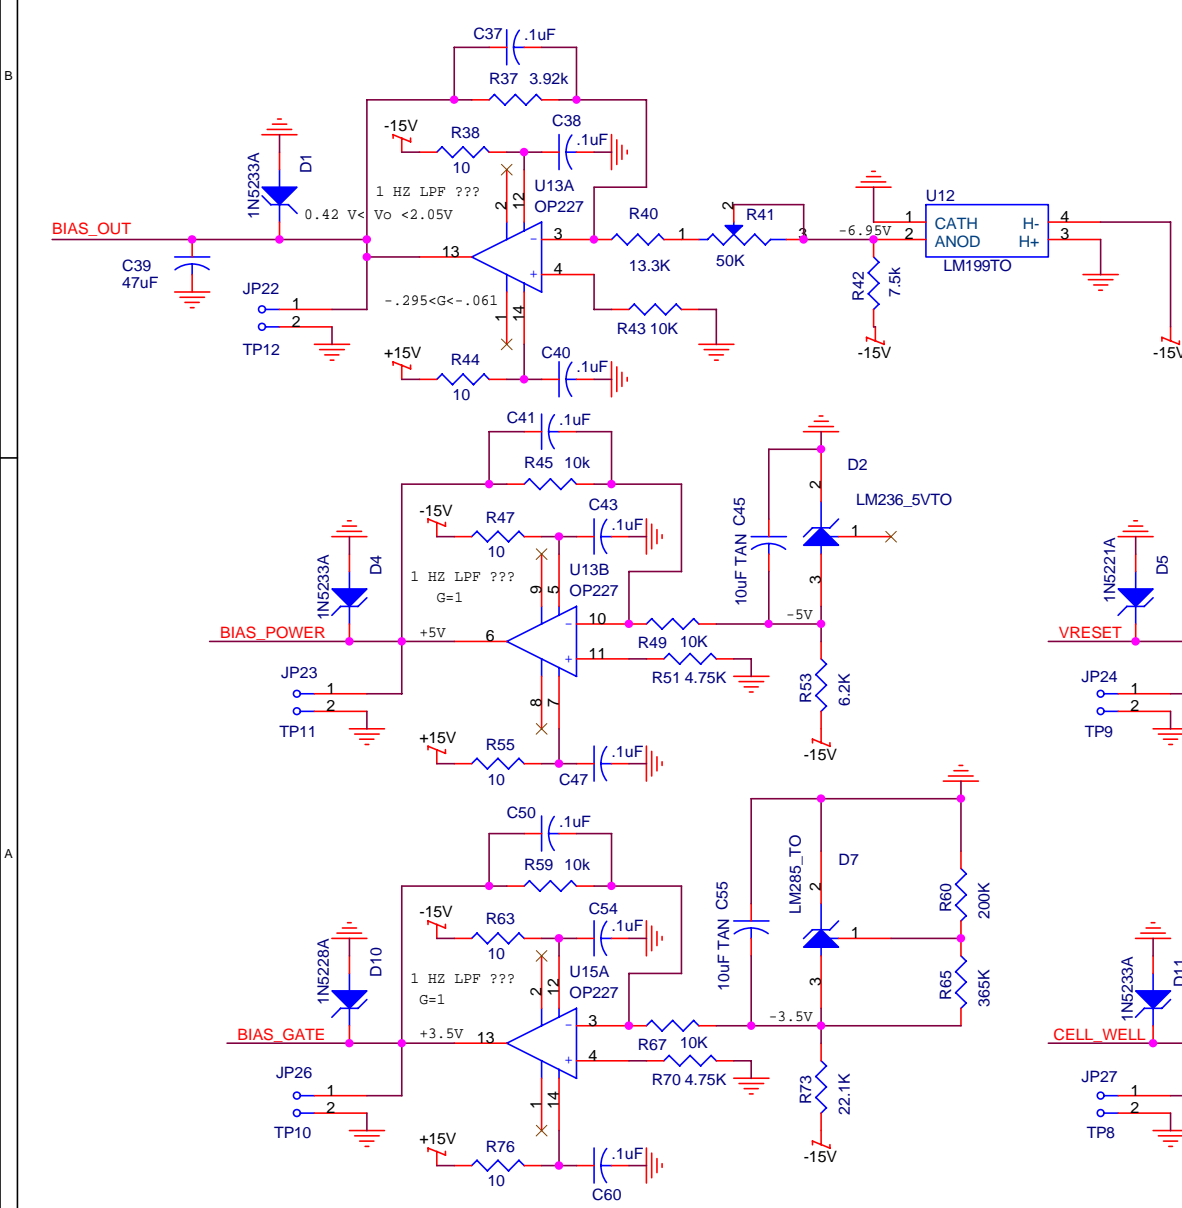 B
C37 .1uF
R37 3.92k
-15V
R38
10
C38
.1uF
1N5233A
D1
1 HZ LPF ???
0.42 V< Vo <2.05V
2
12
U13A
OP227
BIAS_OUT
13
3
4
R40
13.3K
1
2
R41
3
50K
-6.95V
U12
1
2
CATH
ANOD
H-
H+
4
3
LM199TO
C39
47uF
JP22
1
2
TP12
-.295<G<-.061
1
14
R43 10K
R42
7.5k
-15V
-15V
+15V
R44
10
C40
.1uF
C41 .1uF
R45 10k
D2
LM236_5VTO
2
1
3
10uF TAN C45
-15V
R47
10
C43
.1uF
1N5233A
D4
1 HZ LPF ???
G=1
9
5
U13B
OP227
BIAS_POWER
+5V
6
10
11
R49 10K
R51 4.75K
-5V
R53
6.2K
-15V
JP23
1
2
TP11
8
7
+15V
R55
10
C47
.1uF
1N5221A
D5
VRESET
JP24
1
2
TP9
A
C50
.1uF
R59 10k
LM285_TO
D7
2
1
3
10uF TAN C55
R60
200K
R65
365K
-15V
R63
10
C54
.1uF
1N5228A
D10
1 HZ LPF ???
G=1
2
12
U15A
OP227
BIAS_GATE
+3.5V
13
3
4
R67 10K
R70 4.75K
-3.5V
R73
22.1K
-15V
JP26
1
2
TP10
1
14
+15V
R76
10
.1uF
C60
1N5233A
D11
CELL_WELL
JP27
1
2
TP8